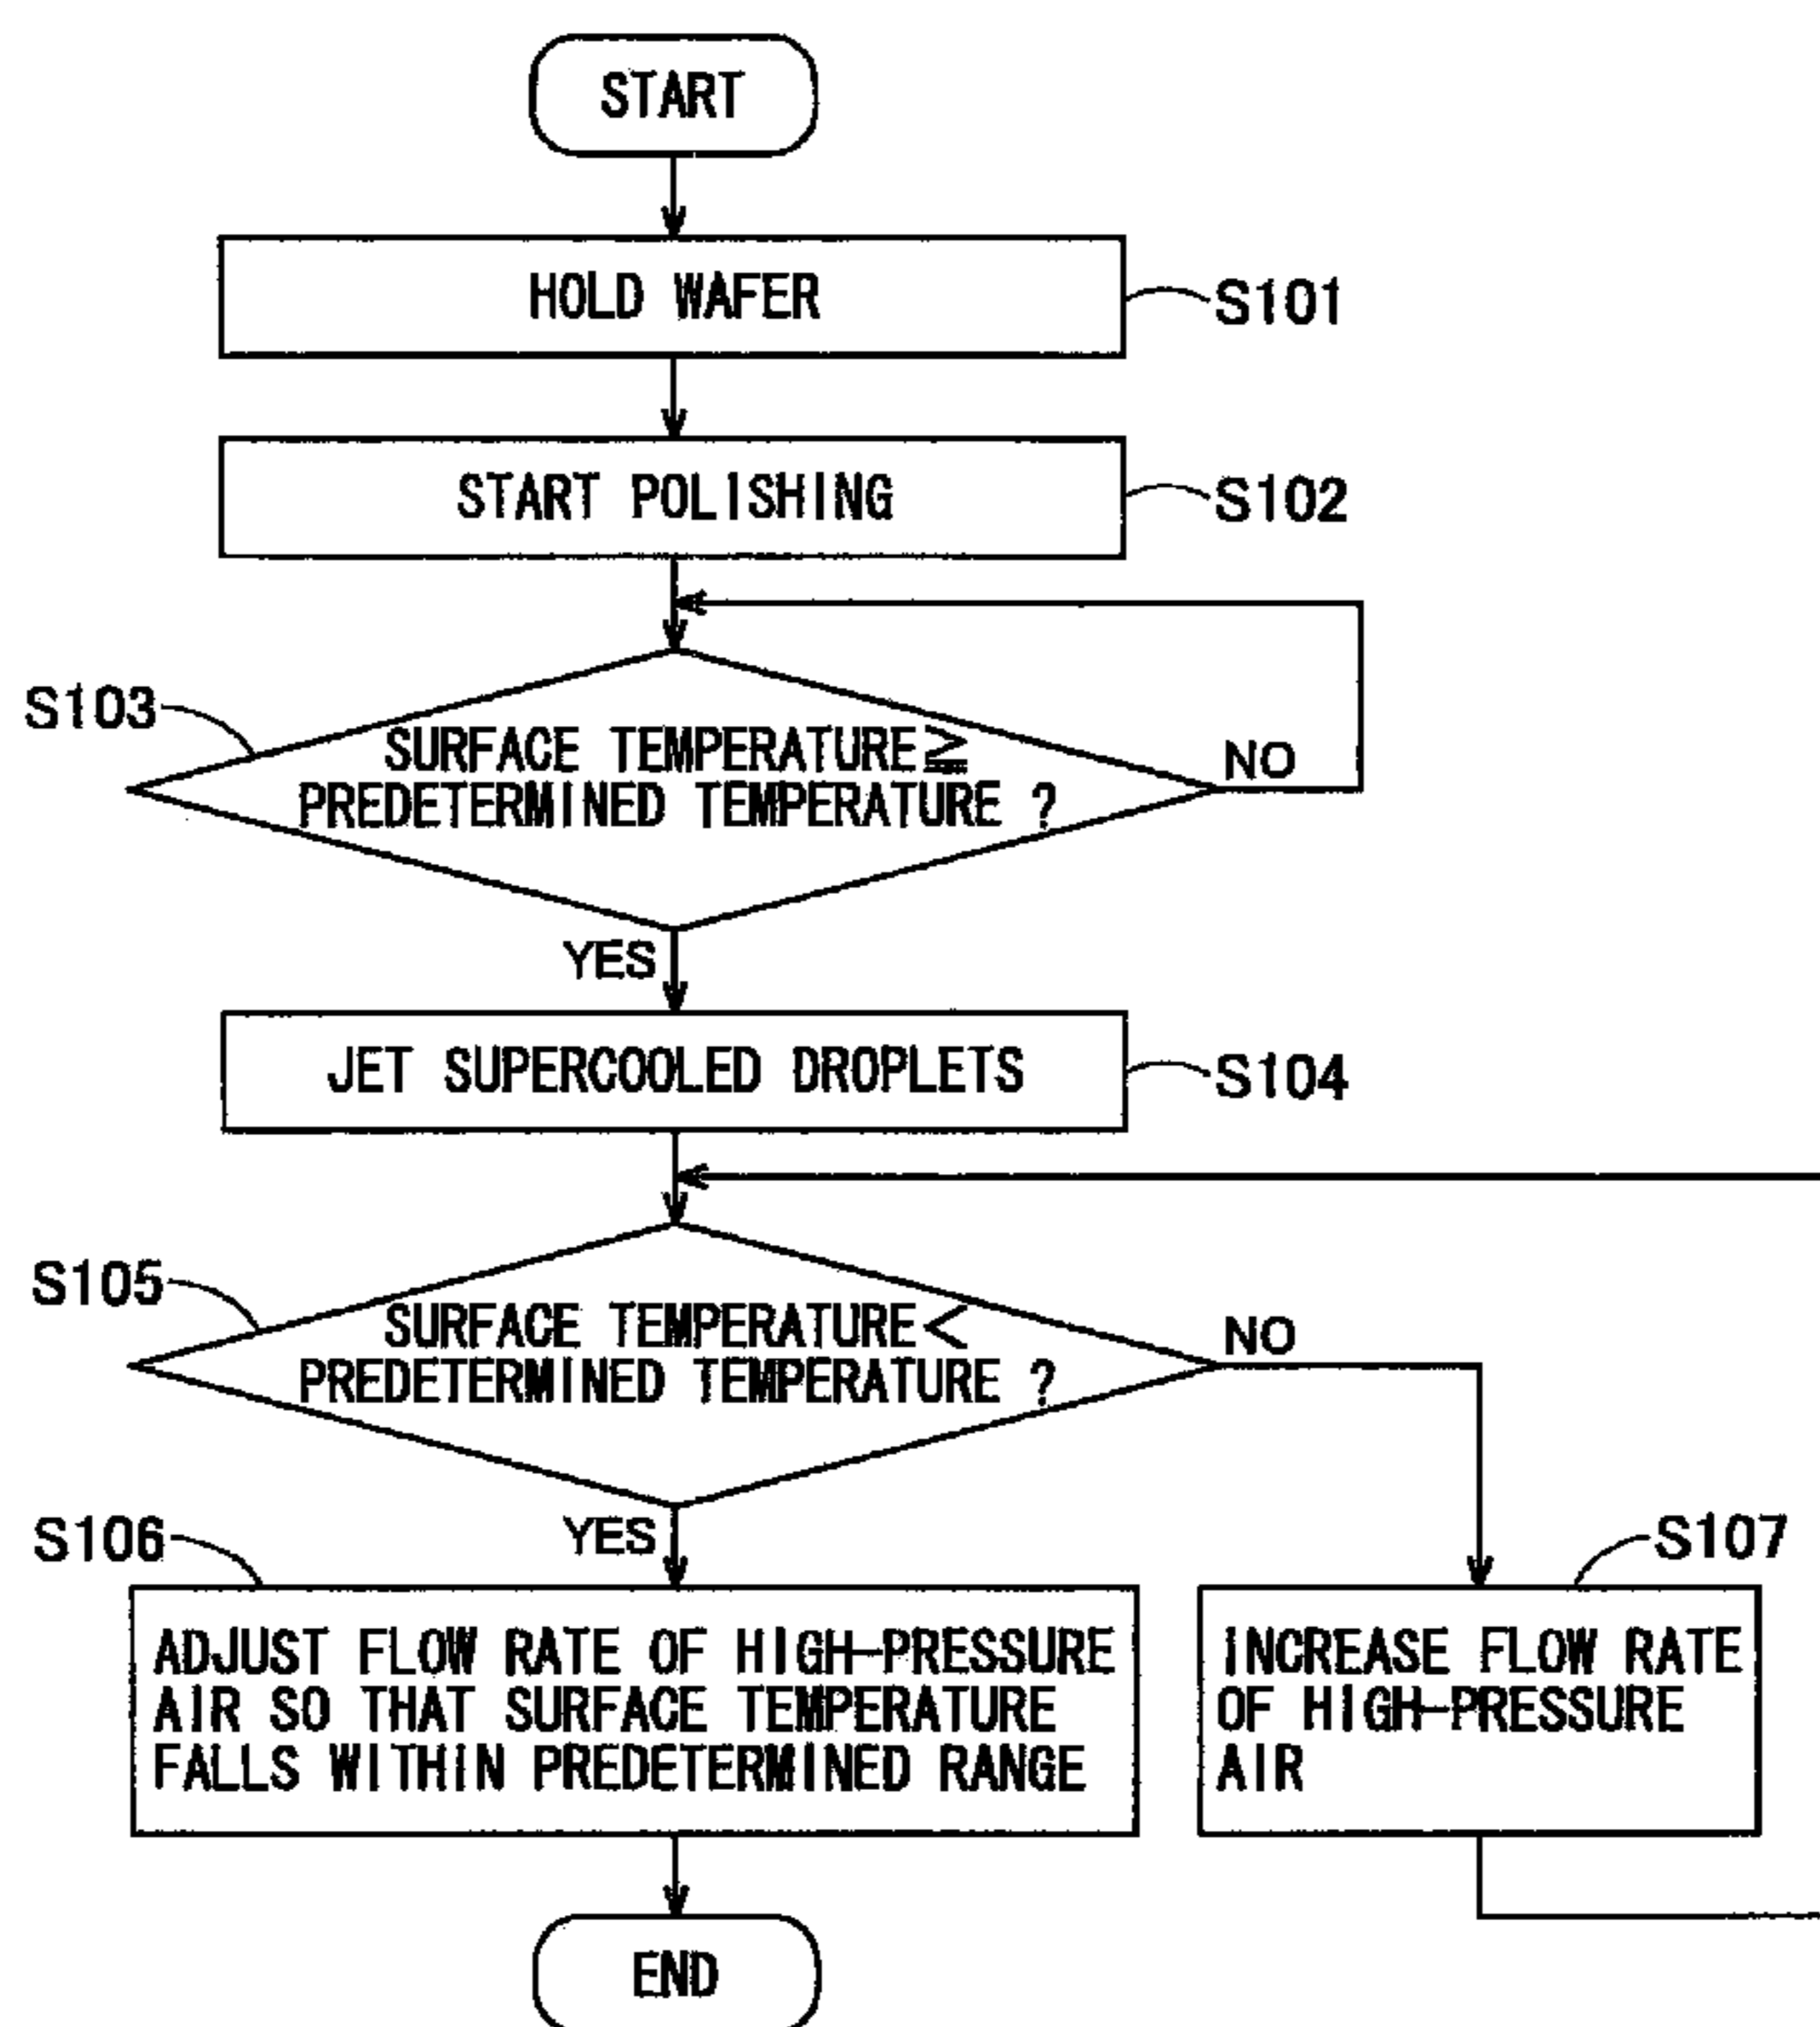 START
HOLD WAFER
S101
START POLISHING
S102
S103
SURFACE TEMPERATURE≧
PREDETERMINED TEMPERATURE ?
NO
YES
JET SUPERCOOLED DROPLETS
S104
S105
SURFACE TEMPERATURE<
PREDETERMINED TEMPERATURE ?
NO
YES
S106
ADJUST FLOW RATE OF HIGH-PRESSURE
AIR SO THAT SURFACE TEMPERATURE
FALLS WITHIN PREDETERMINED RANGE
S107
INCREASE FLOW RATE
OF HIGH-PRESSURE
AIR
END